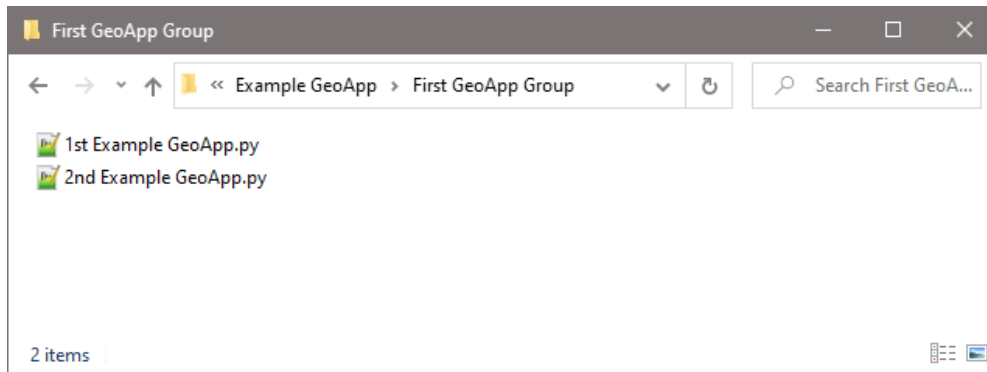 First GeoApp Group
« Example GeoApp > First GeoApp Group
Search First GeoA...
1st Example GeoApp.py
2nd Example GeoApp.py
2 items